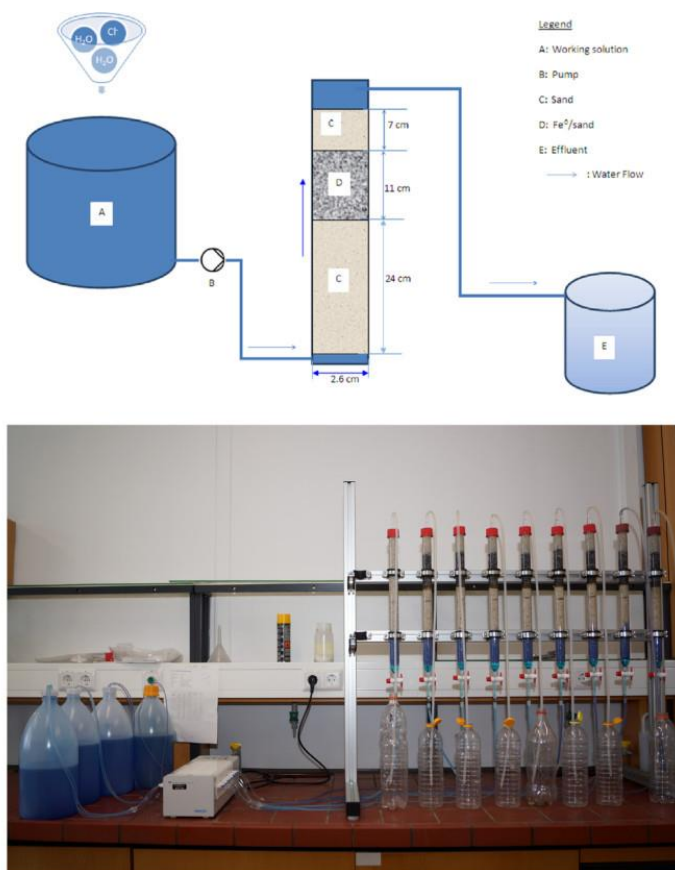 H₂O
Cl⁻
H₂O
A
B
C
7 cm
D
11 cm
C
24 cm
2.6 cm
E
Legend
A: Working solution
B: Pump
C: Sand
D: Fe⁰/sand
E: Effluent
: Water Flow